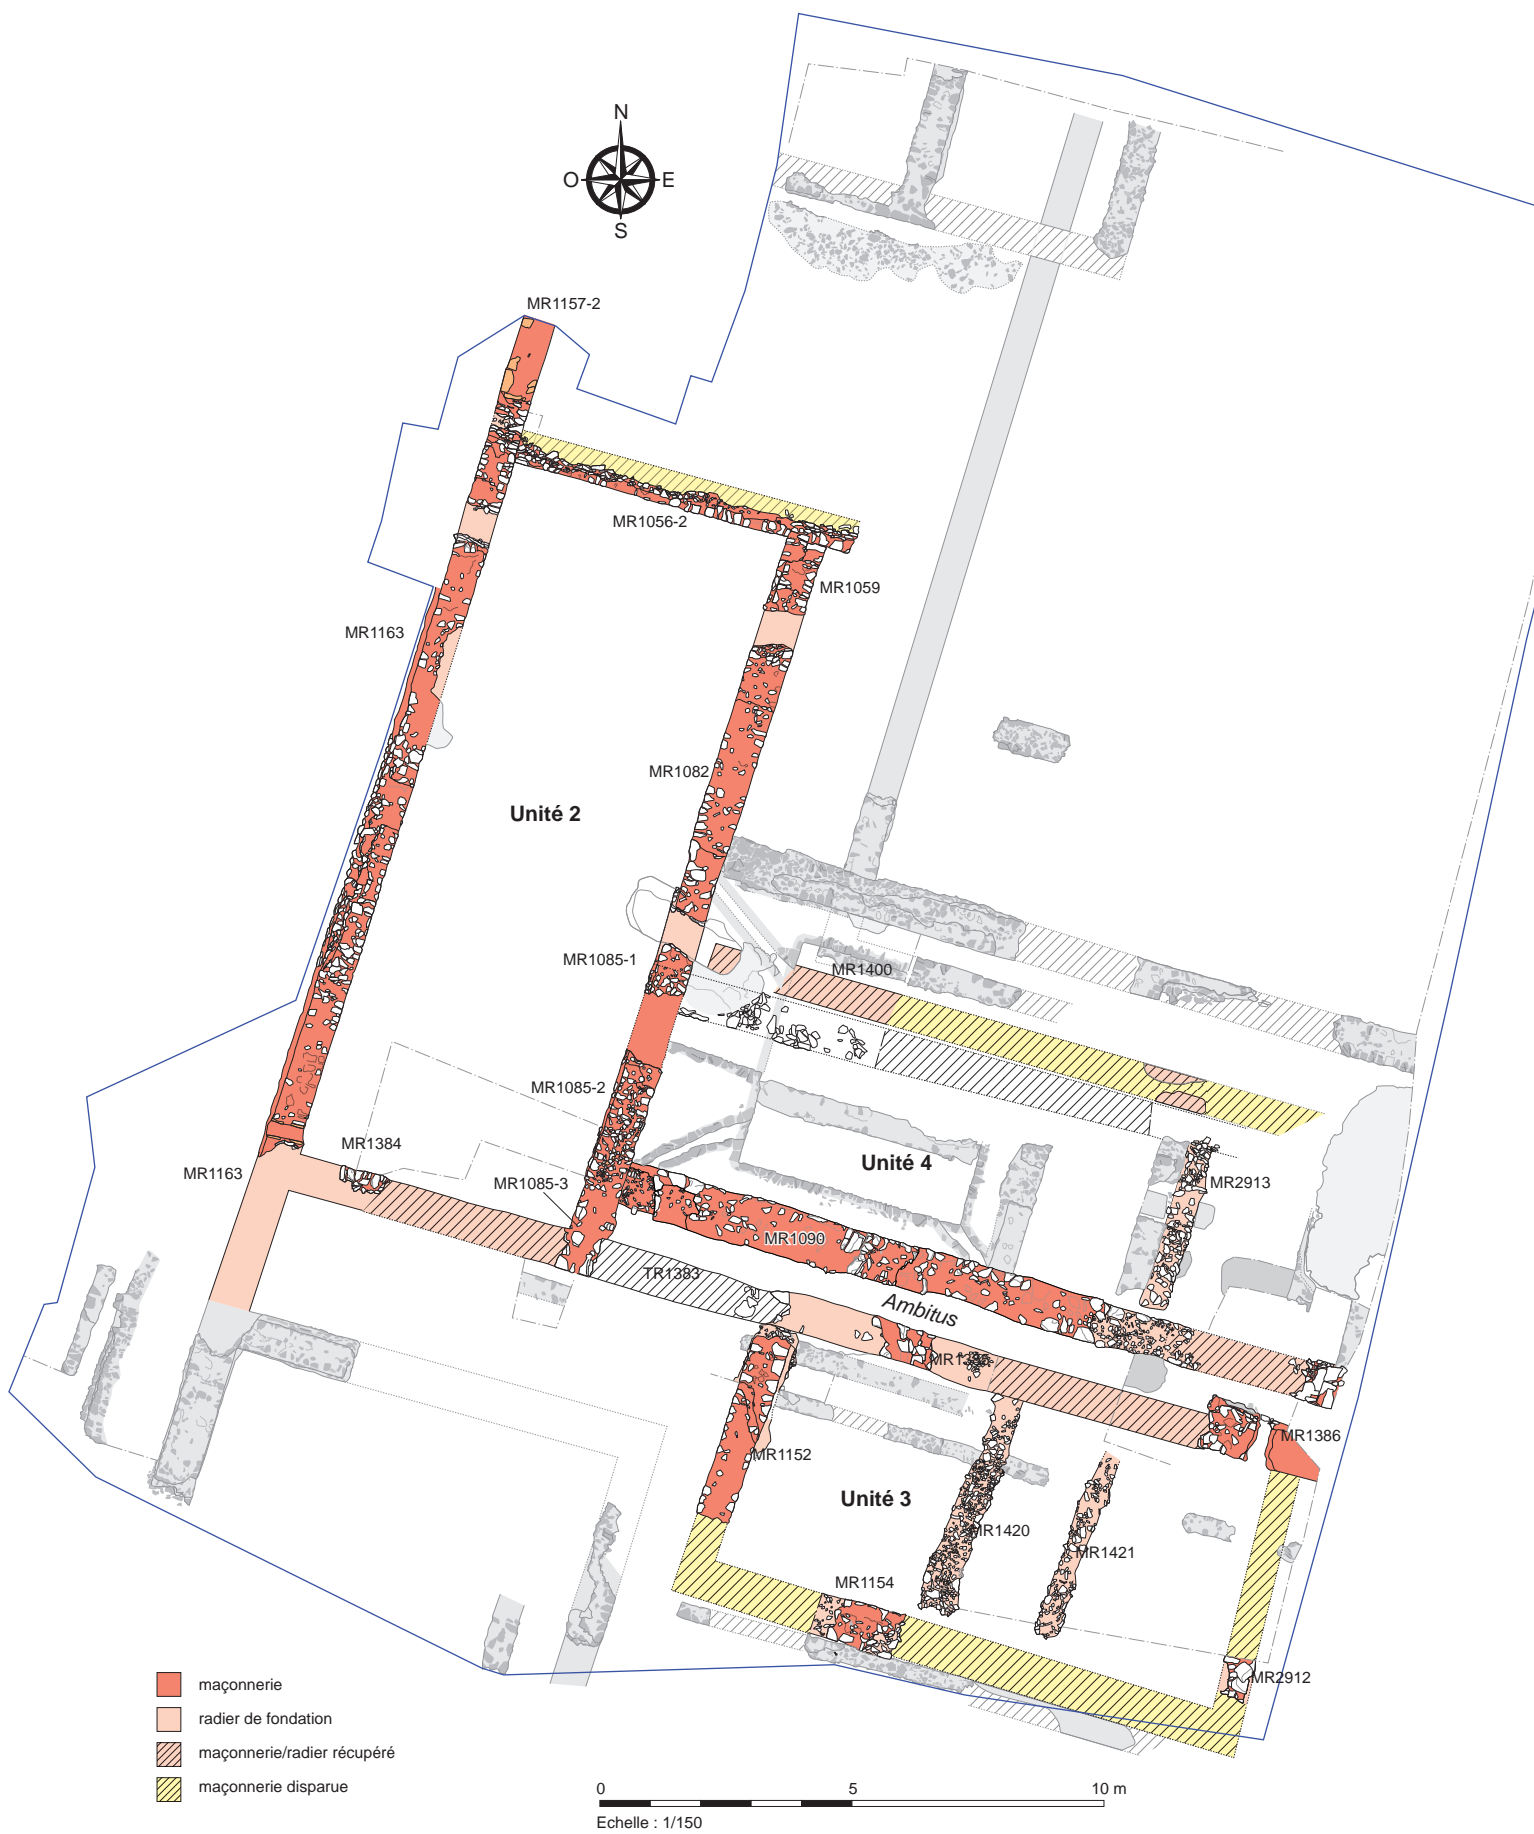 N
O E
S
MR1157-2
MR1056-2
MR1059
MR1163
MR1082
Unité 2
MR1085-1
MR1400
MR1085-2
MR1384
Unité 4
MR1163
MR1085-3
MR2913
MR1090
TR1383
Ambitus
MR1386
MR1152
Unité 3
MR1420
MR1421
MR1154
MR2912
maçonnerie
radier de fondation
maçonnerie/radier récupéré
maçonnerie disparue
0 5 10 m
Echelle : 1/150